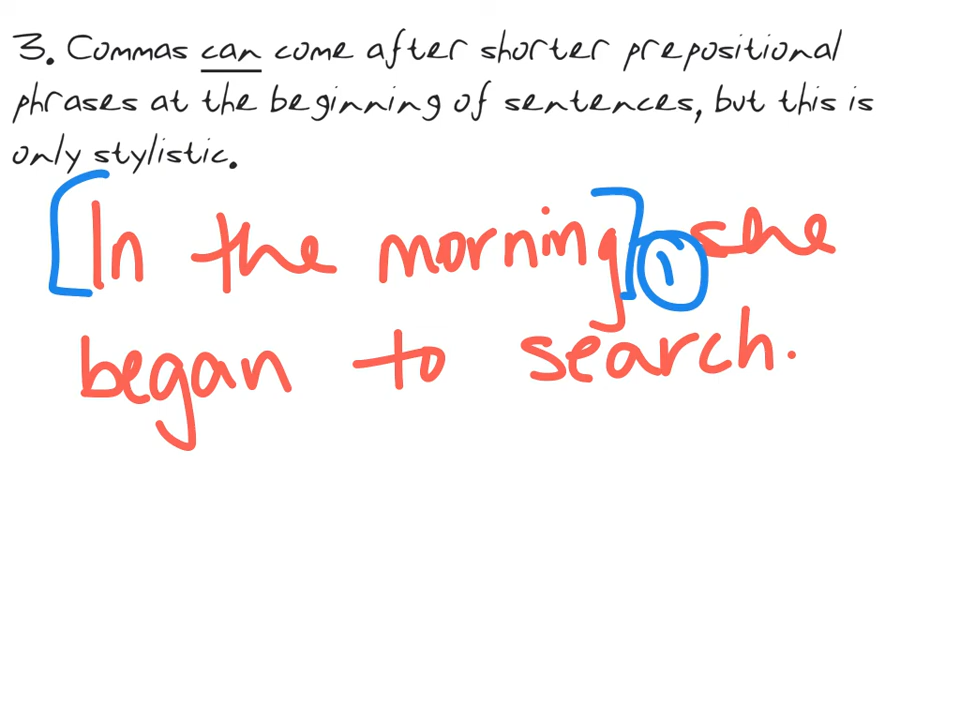 3. Commas can come after shorter prepositional
phrases at the beginning of sentences, but this is
only stylistic.
[In the morning], she
began to search.